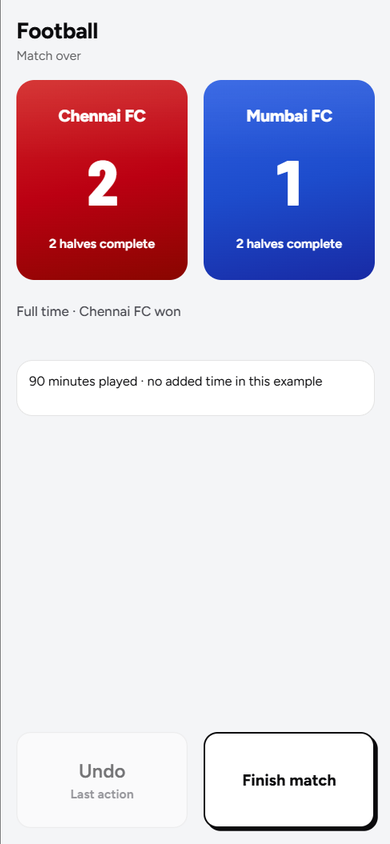 Football
Match over
Chennai FC
2
2 halves complete
Mumbai FC
1
2 halves complete
Full time · Chennai FC won
90 minutes played · no added time in this example
Undo
Last action
Finish match